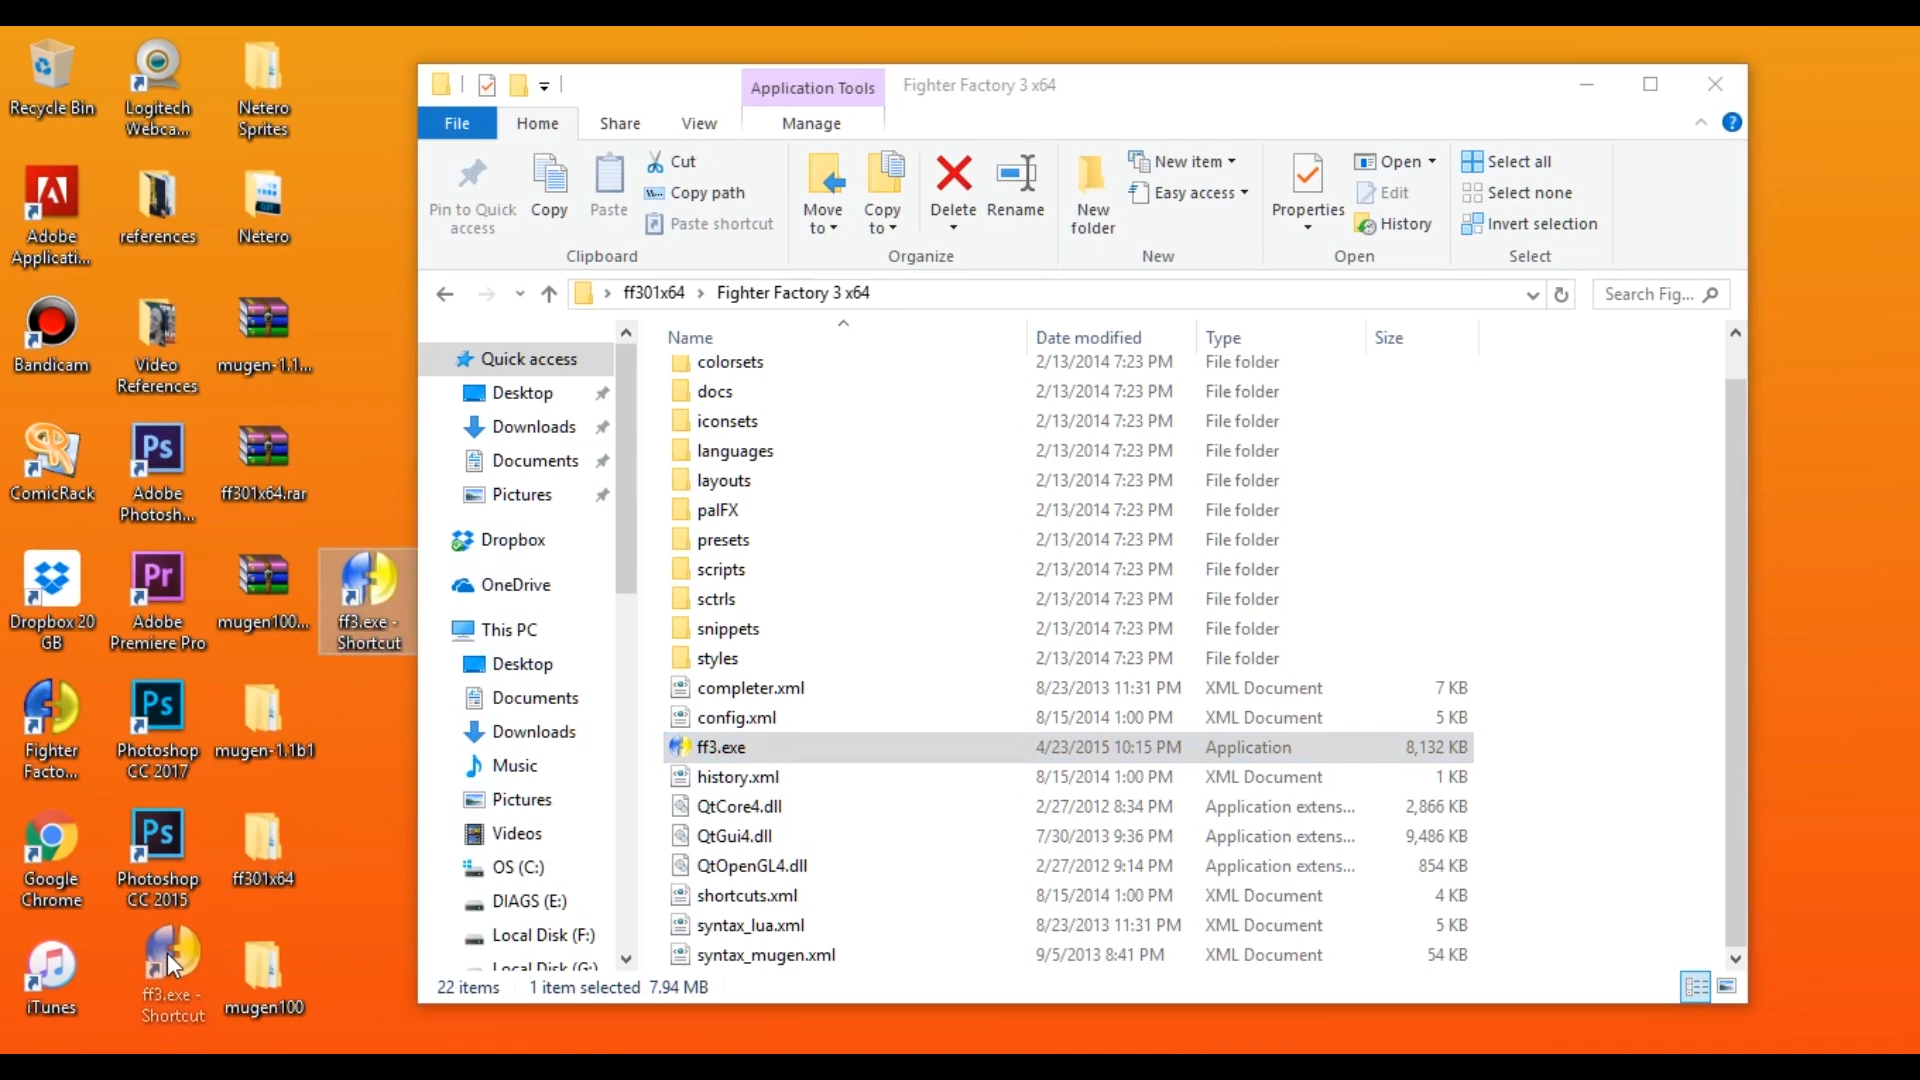 Recycle Bin
Logitech
Webca...
Netero
Sprites
Adobe
Applicati...
references
Netero
Bandicam
Video
References
mugen-1.1...
ComicRack
Adobe
Photosh...
ff301x64.rar
Dropbox 20
GB
Adobe
Premiere Pro
mugen100...
ff3.exe -
Shortcut
Fighter
Facto...
Photoshop
CC 2017
mugen-1.1b1
Google
Chrome
Photoshop
CC 2015
ff301x64
iTunes
ff3.exe -
Shortcut
mugen100
Application Tools
Fighter Factory 3 x64
File
Home
Share
View
Manage
Pin to Quick
access
Copy
Paste
Cut
Copy path
Paste shortcut
Clipboard
Move
to
Copy
to
Delete
Rename
Organize
New
folder
New item
Easy access
New
Properties
Open
Edit
History
Open
Select all
Select none
Invert selection
Select
ff301x64 > Fighter Factory 3 x64
Search Fig...
Quick access
Desktop
Downloads
Documents
Pictures
Dropbox
OneDrive
This PC
Desktop
Documents
Downloads
Music
Pictures
Videos
OS (C:)
DIAGS (E:)
Local Disk (F:)
Local Disk (G:)
Name Date modified Type Size
colorsets 2/13/2014 7:23 PM File folder
docs 2/13/2014 7:23 PM File folder
iconsets 2/13/2014 7:23 PM File folder
languages 2/13/2014 7:23 PM File folder
layouts 2/13/2014 7:23 PM File folder
palFX 2/13/2014 7:23 PM File folder
presets 2/13/2014 7:23 PM File folder
scripts 2/13/2014 7:23 PM File folder
sctrls 2/13/2014 7:23 PM File folder
snippets 2/13/2014 7:23 PM File folder
styles 2/13/2014 7:23 PM File folder
completer.xml 8/23/2013 11:31 PM XML Document 7 KB
config.xml 8/15/2014 1:00 PM XML Document 5 KB
ff3.exe 4/23/2015 10:15 PM Application 8,132 KB
history.xml 8/15/2014 1:00 PM XML Document 1 KB
QtCore4.dll 2/27/2012 8:34 PM Application extens... 2,866 KB
QtGui4.dll 7/30/2013 9:36 PM Application extens... 9,486 KB
QtOpenGL4.dll 2/27/2012 9:14 PM Application extens... 854 KB
shortcuts.xml 8/15/2014 1:00 PM XML Document 4 KB
syntax_lua.xml 8/23/2013 11:31 PM XML Document 5 KB
syntax_mugen.xml 9/5/2013 8:41 PM XML Document 54 KB
22 items 1 item selected 7.94 MB